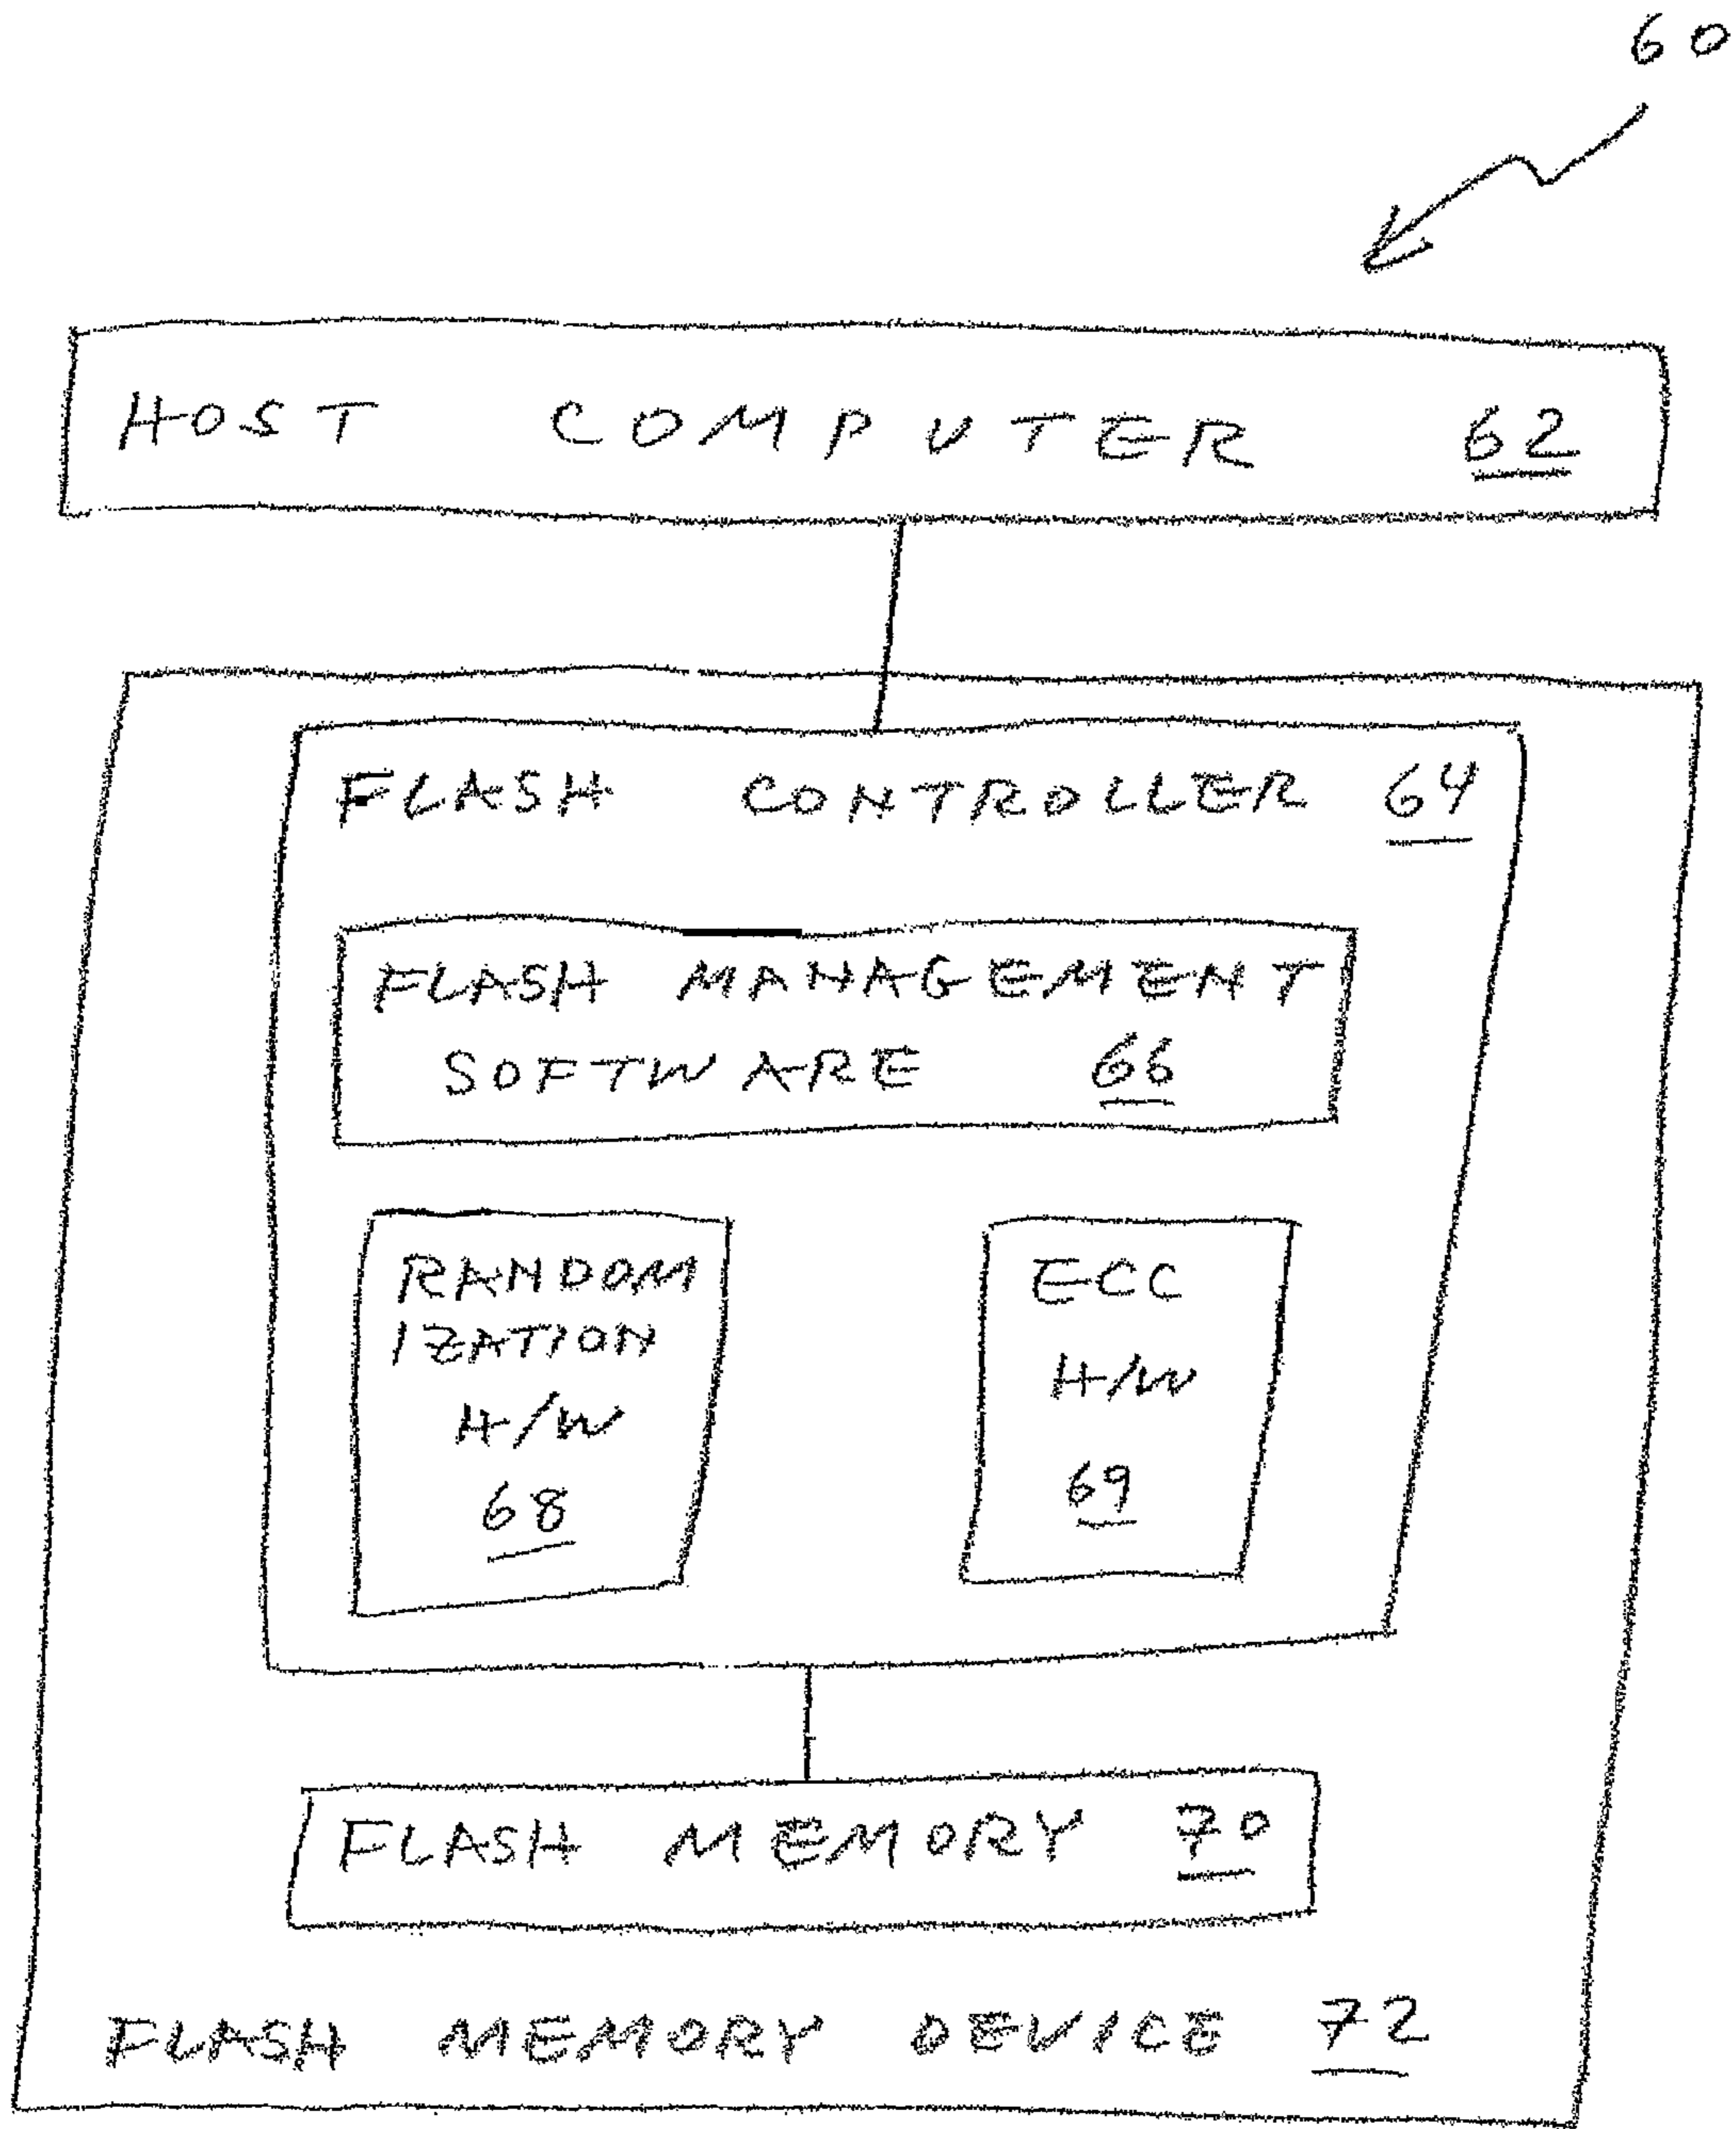 60
HOST COMPUTER 62
FLASH CONTROLLER 64
FLASH MANAGEMENT
SOFTWARE 66
RANDOM
IZATION
H/W
68
ECC
H/W
69
FLASH MEMORY 70
FLASH MEMORY DEVICE 72